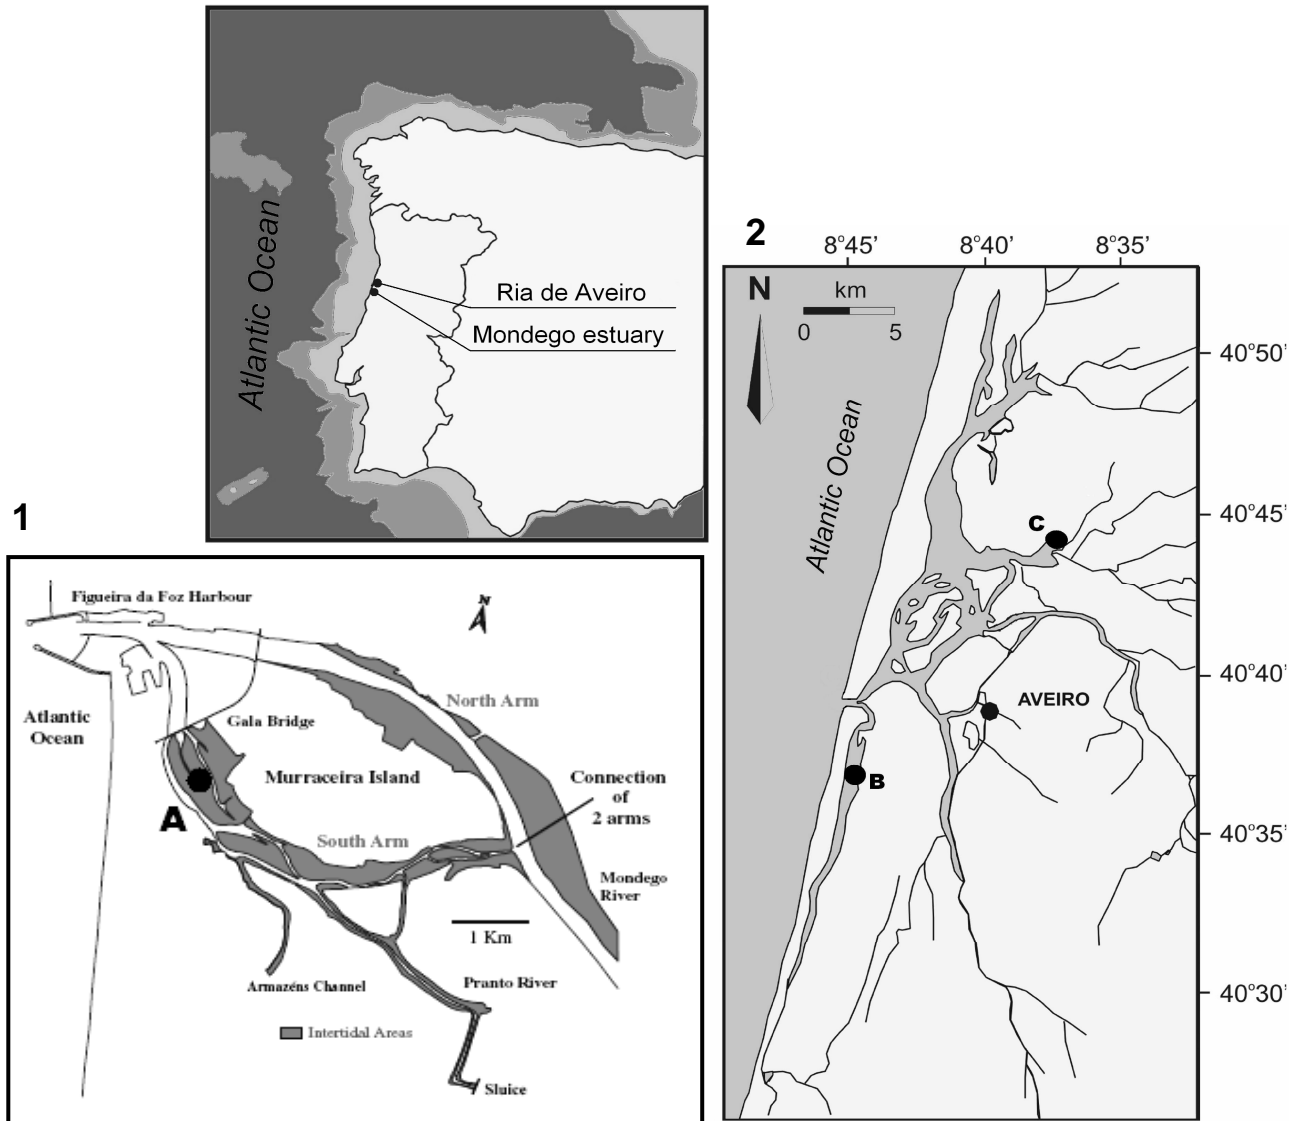 Atlantic Ocean
Ria de Aveiro
Mondego estuary
1
Figueira da Foz Harbour
N
North Arm
Atlantic
Ocean
Gala Bridge
Murraceira Island
Connection
of
2 arms
A
South Arm
Mondego
River
1 Km
Armazéns Channel
Pranto River
Intertidal Areas
Sluice
2
8°45’
8°40’
8°35’
N
km
0
5
40°50’
Atlantic Ocean
C
40°45’
40°40’
AVEIRO
B
40°35’
40°30’